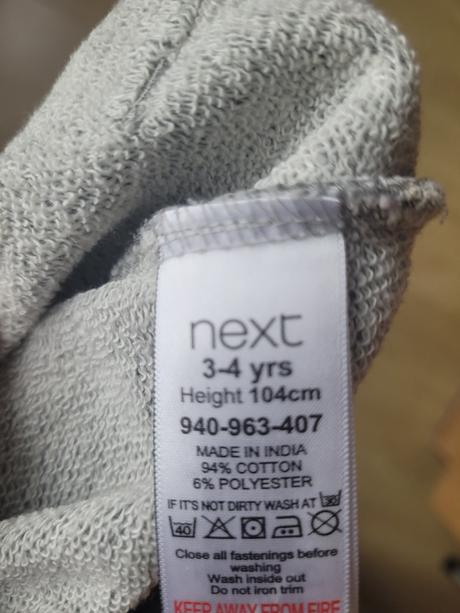 next
3-4 yrs
Height 104cm
940-963-407
MADE IN INDIA
94% COTTON
6% POLYESTER
IF IT'S NOT DIRTY WASH AT 30
40
Close all fastenings before
washing
Wash inside out
Do not iron trim
KEEP AWAY FROM FIRE